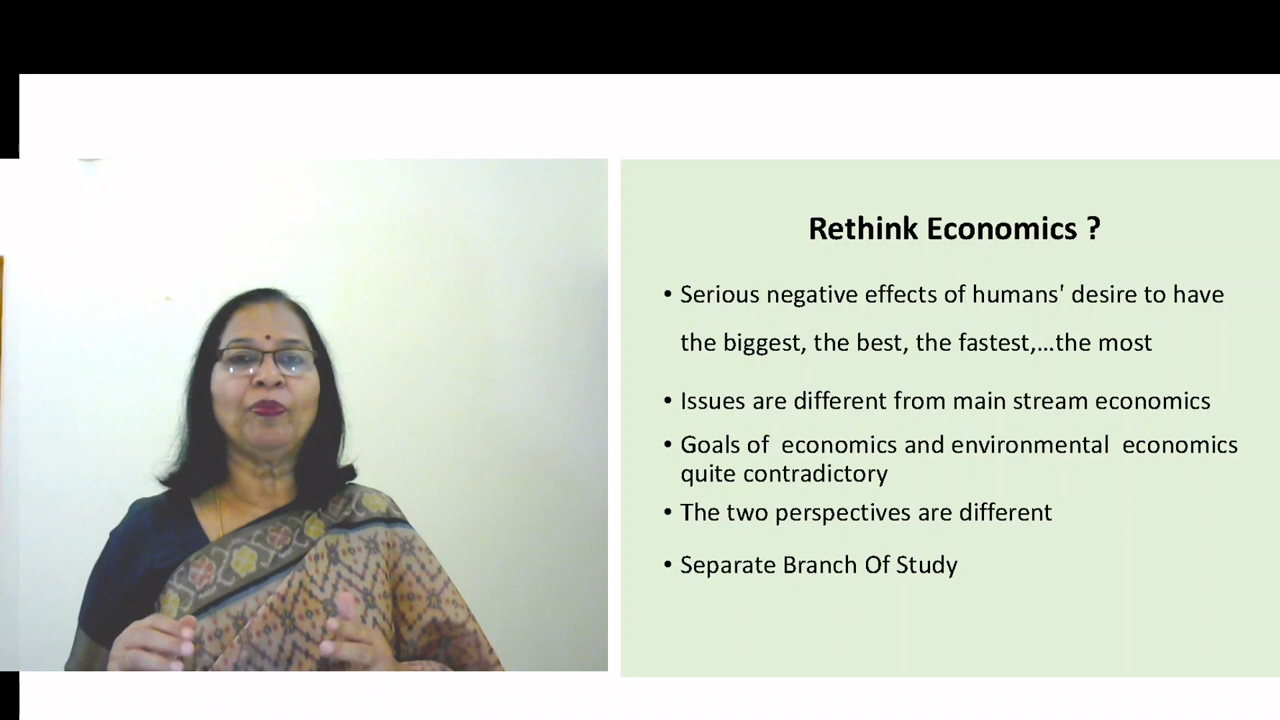 Rethink Economics ?
• Serious negative effects of humans' desire to have
the biggest, the best, the fastest,...the most
• Issues are different from main stream economics
• Goals of economics and environmental economics
quite contradictory
• The two perspectives are different
• Separate Branch Of Study